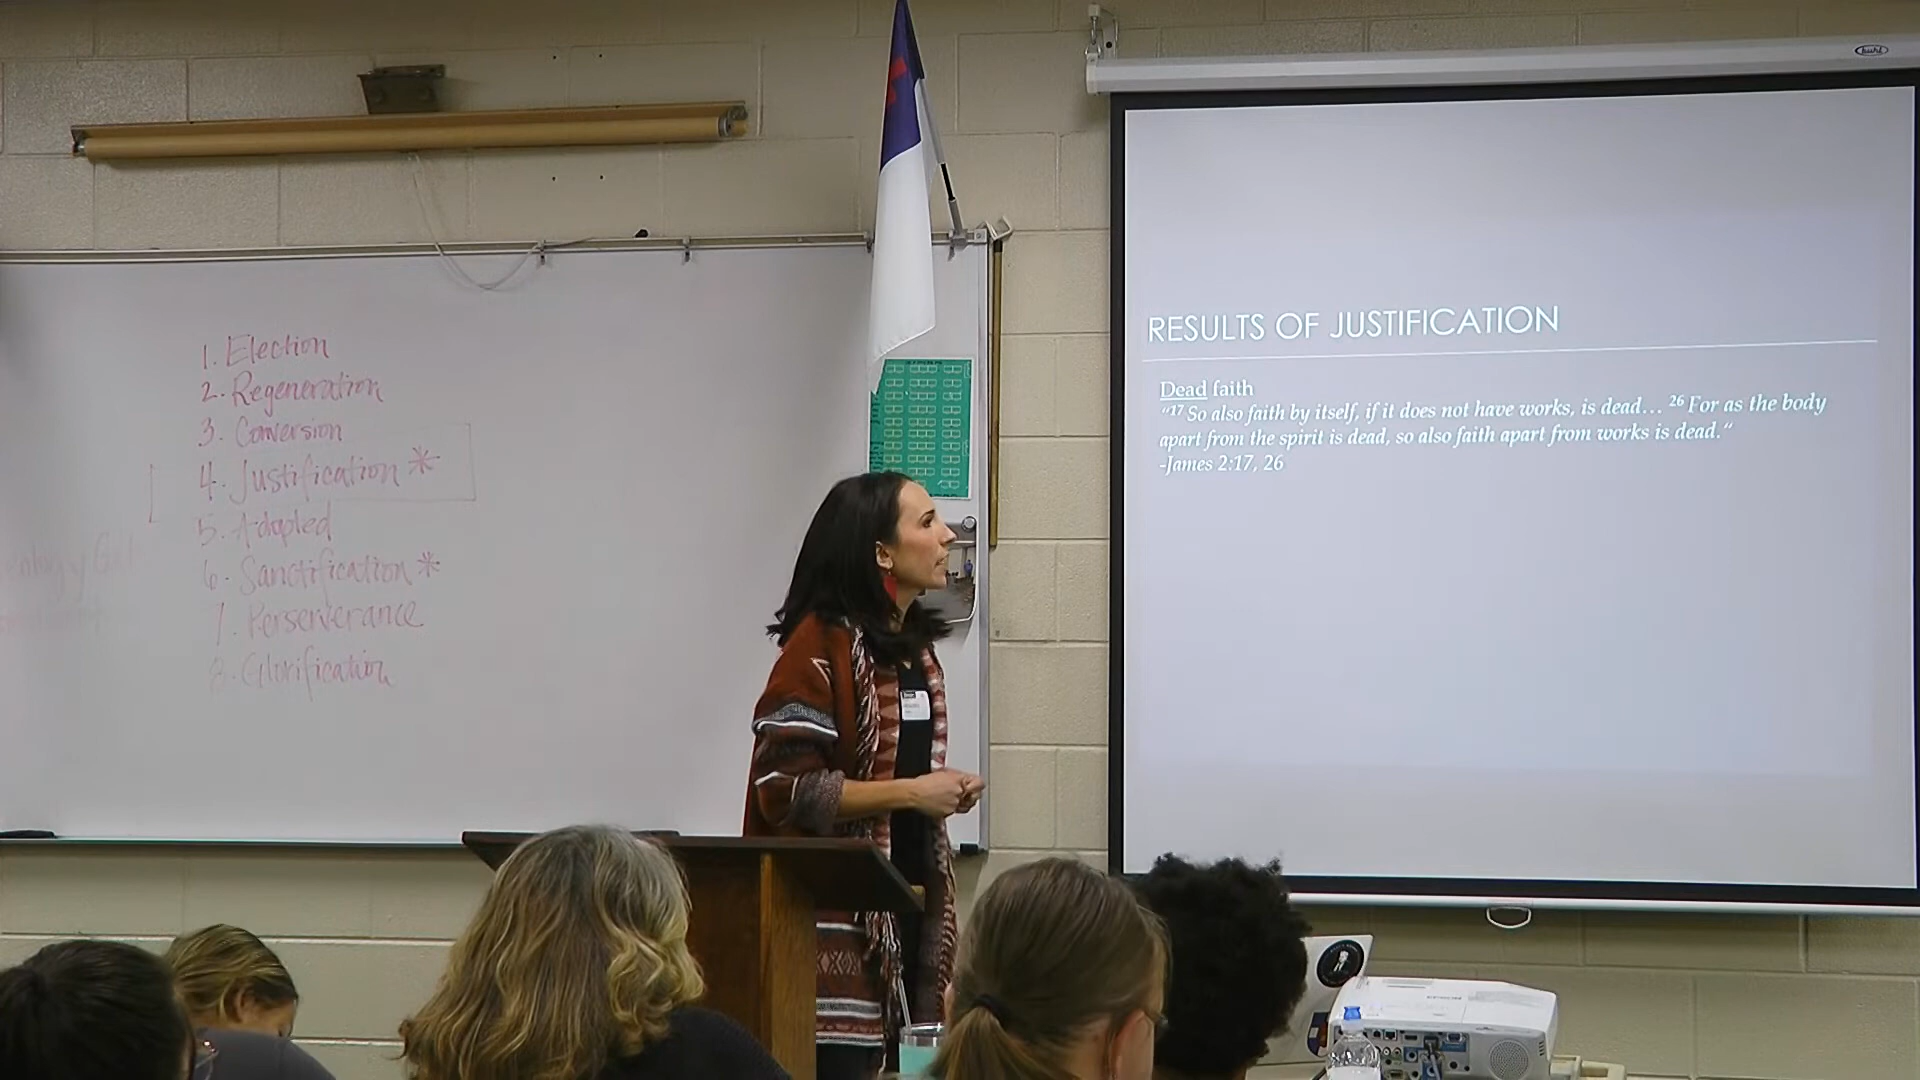 1. Election
2. Regeneration
3. Conversion
4. Justification *
5. Adopted
6. Sanctification *
7. Perserverance
8. Glorification
RESULTS OF JUSTIFICATION
Dead faith
“17 So also faith by itself, if it does not have works, is dead… 26 For as the body
apart from the spirit is dead, so also faith apart from works is dead.“
-James 2:17, 26